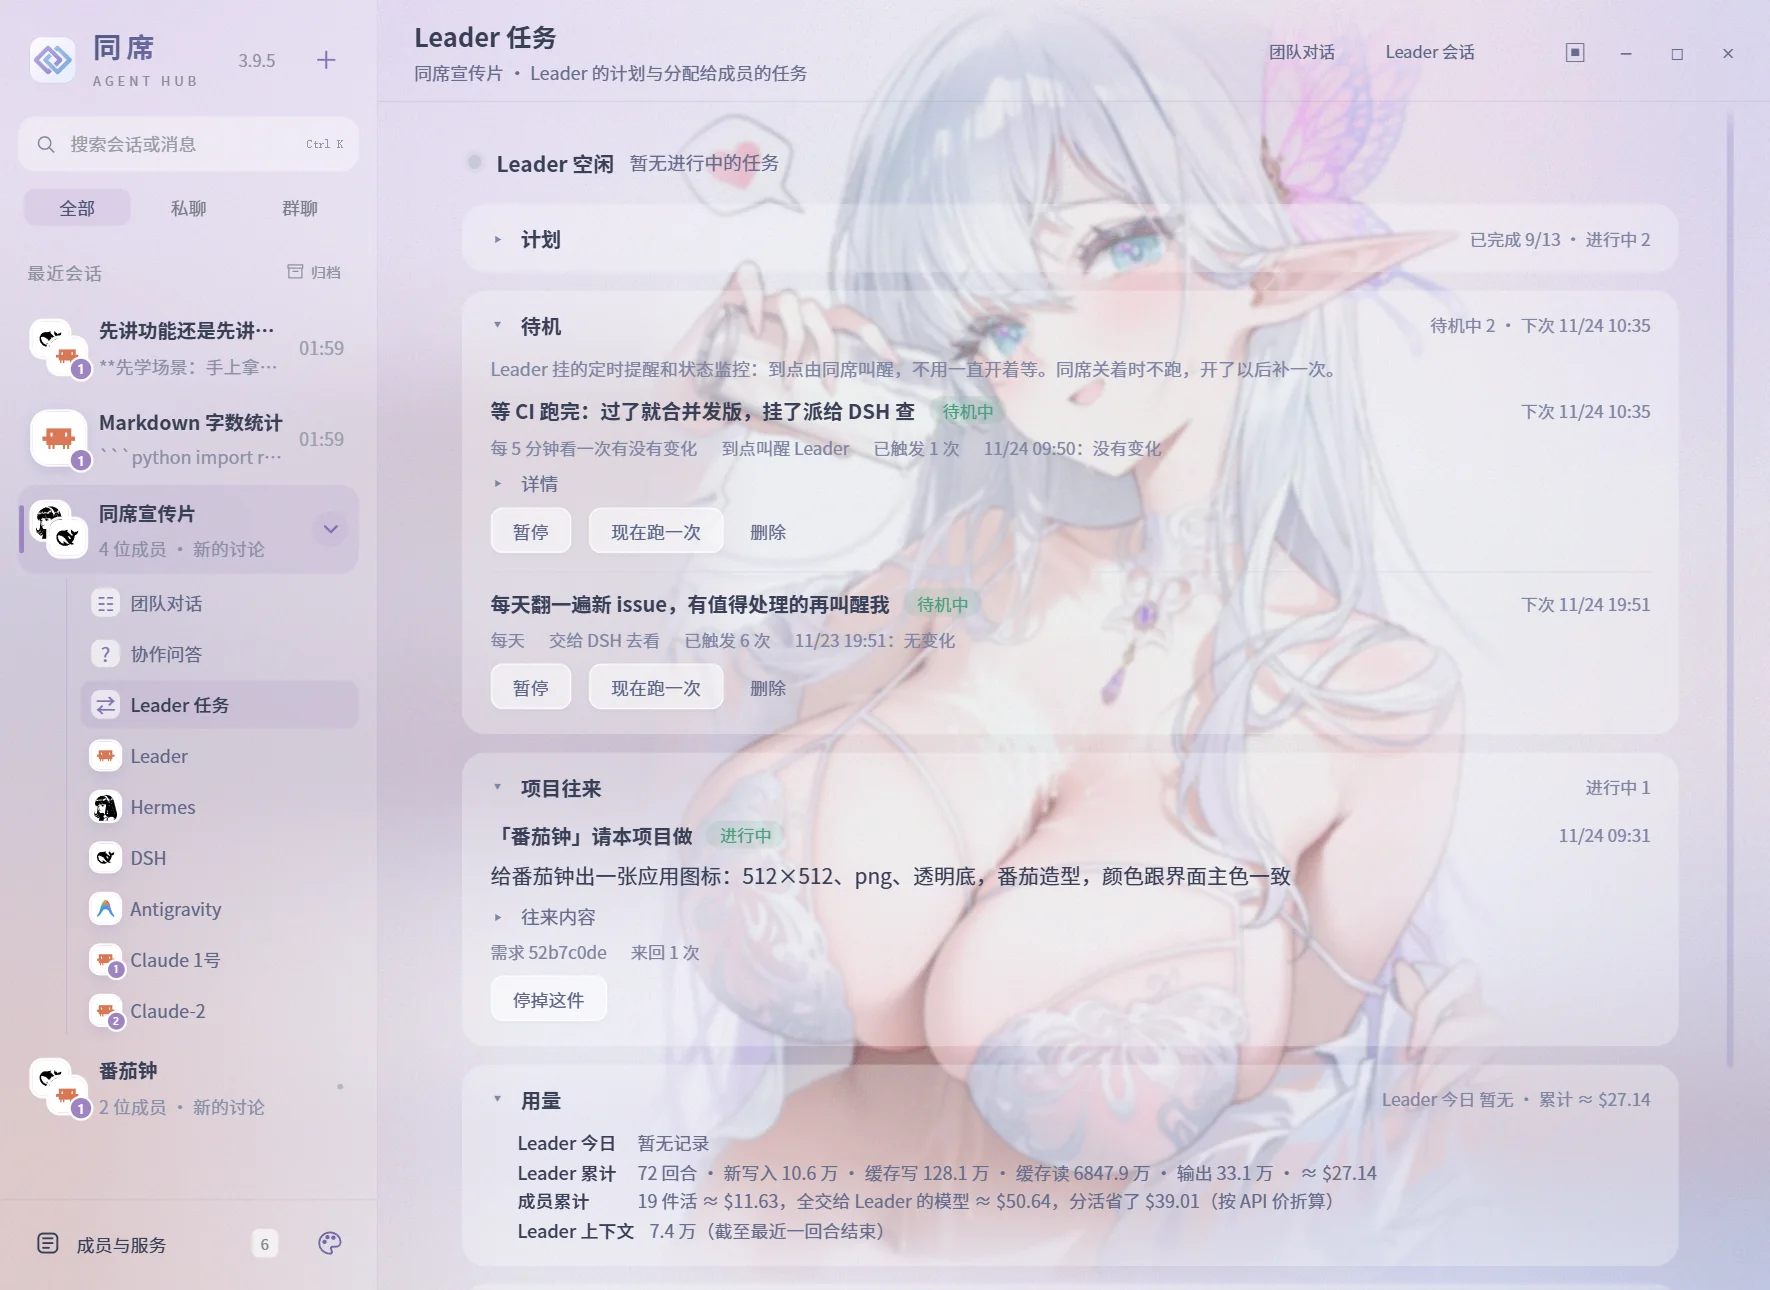 同席
AGENT HUB
3.9.5
搜索会话或消息
Ctrl K
全部
私聊
群聊
最近会话
归档
先讲功能还是先讲…
**先学场景：手上拿…
01:59
1
Markdown 字数统计
```python import r…
01:59
1
同席宣传片
4 位成员 • 新的讨论
团队对话
? 协作问答
Leader 任务
Leader
Hermes
DSH
Antigravity
Claude 1号
1
Claude-2
2
番茄钟
2 位成员 • 新的讨论
1
成员与服务
6
Leader 任务
同席宣传片 • Leader 的计划与分配给成员的任务
团队对话
Leader 会话
Leader 空闲 暂无进行中的任务
计划
已完成 9/13 • 进行中 2
待机
待机中 2 • 下次 11/24 10:35
Leader 挂的定时提醒和状态监控：到点由同席叫醒，不用一直开着等。同席关着时不跑，开了以后补一次。
等 CI 跑完：过了就合并发版，挂了派给 DSH 查 待机中
下次 11/24 10:35
每 5 分钟看一次有没有变化 到点叫醒 Leader 已触发 1 次 11/24 09:50：没有变化
详情
暂停 现在跑一次 删除
每天翻一遍新 issue，有值得处理的再叫醒我 待机中
下次 11/24 19:51
每天 交给 DSH 去看 已触发 6 次 11/23 19:51：无变化
暂停 现在跑一次 删除
项目往来
进行中 1
「番茄钟」请本项目做 进行中
11/24 09:31
给番茄钟出一张应用图标：512×512、png、透明底，番茄造型，颜色跟界面主色一致
往来内容
需求 52b7c0de 来回 1 次
停掉这件
用量
Leader 今日 暂无 • 累计 ≈ $27.14
Leader 今日 暂无记录
Leader 累计 72 回合 • 新写入 10.6 万 • 缓存写 128.1 万 • 缓存读 6847.9 万 • 输出 33.1 万 • ≈ $27.14
成员累计 19 件活 ≈ $11.63，全交给 Leader 的模型 ≈ $50.64，分活省了 $39.01（按 API 价折算）
Leader 上下文 7.4 万（截至最近一回合结束）